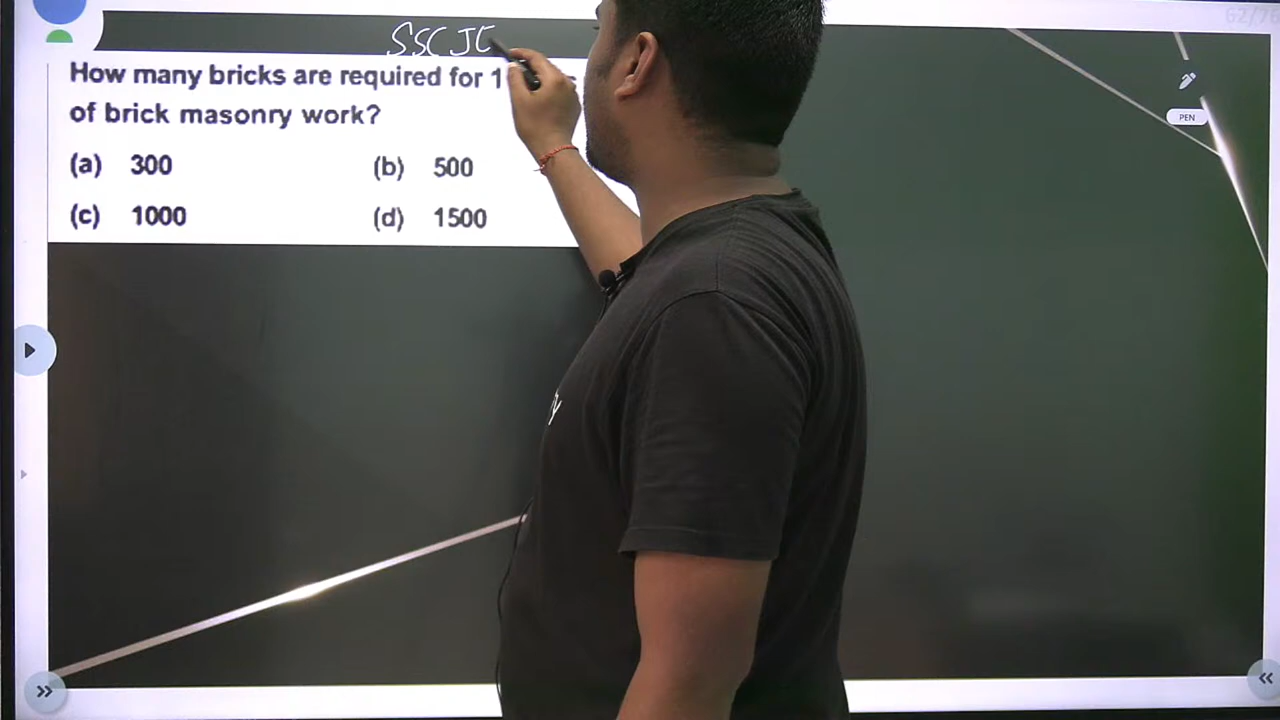 SSC JE
How many bricks are required for 1
of brick masonry work?
(a) 300 (b) 500
(c) 1000 (d) 1500
PEN